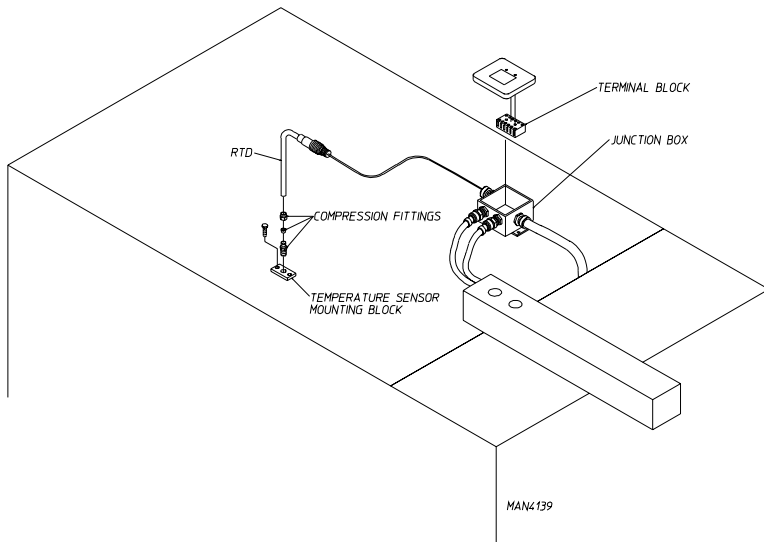 TERMINAL BLOCK
JUNCTION BOX
RTD
COMPRESSION FITTINGS
TEMPERATURE SENSOR
MOUNTING BLOCK
MAN4139